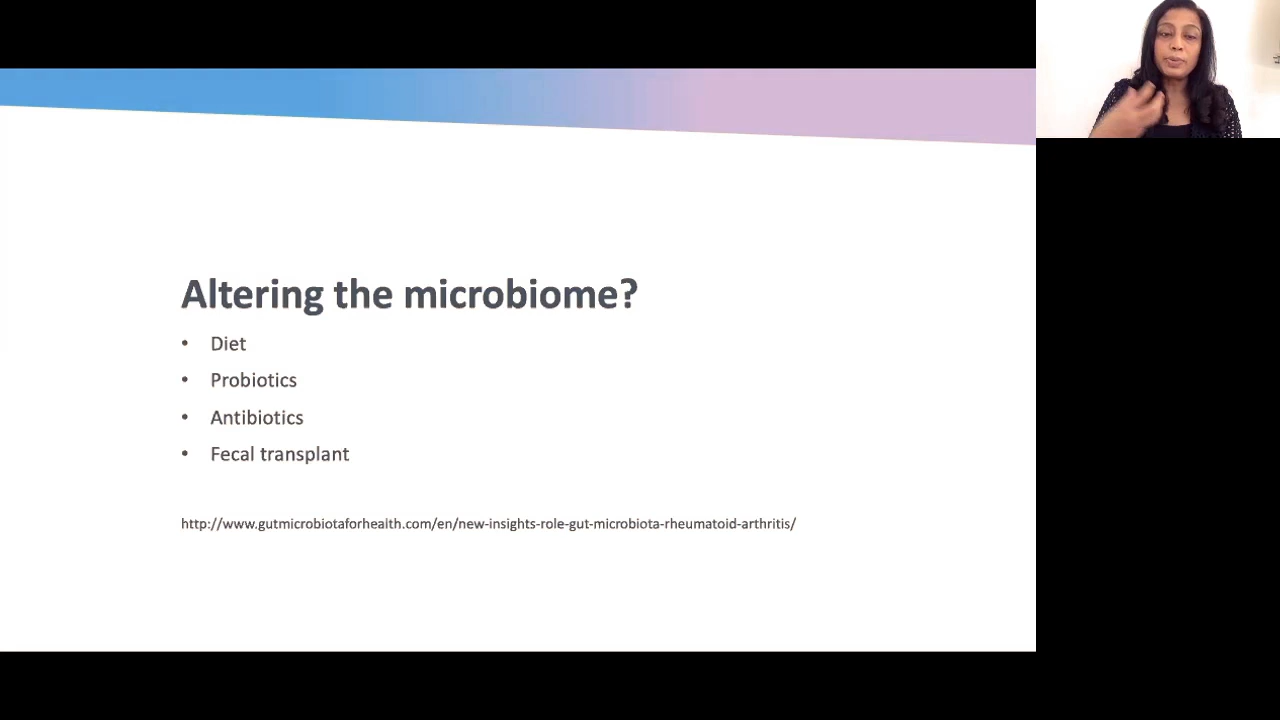 Altering the microbiome?
• Diet
• Probiotics
• Antibiotics
• Fecal transplant
http://www.gutmicrobiotaforhealth.com/en/new-insights-role-gut-microbiota-rheumatoid-arthritis/